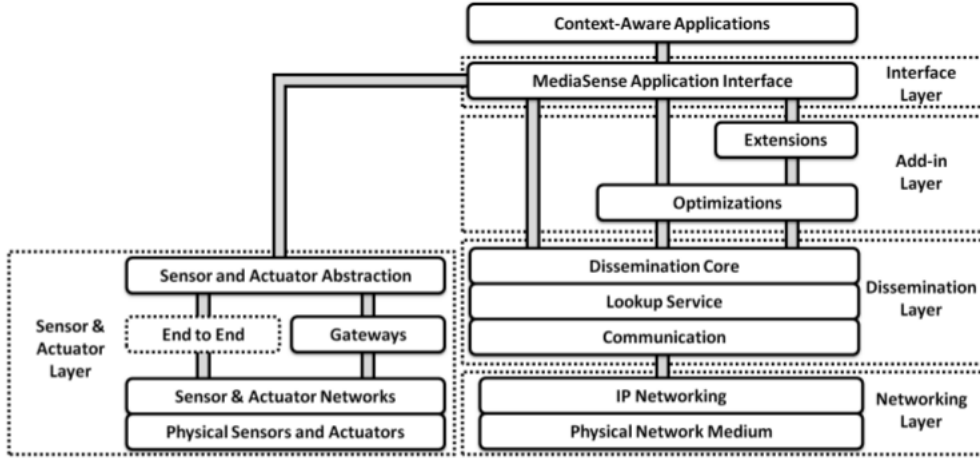 Context-Aware Applications
MediaSense Application Interface
Interface
Layer
Extensions
Add-in
Layer
Optimizations
Sensor and Actuator Abstraction
Dissemination Core
Lookup Service
Dissemination
Layer
Sensor &
Actuator
Layer
End to End
Gateways
Communication
Sensor & Actuator Networks
Physical Sensors and Actuators
IP Networking
Physical Network Medium
Networking
Layer